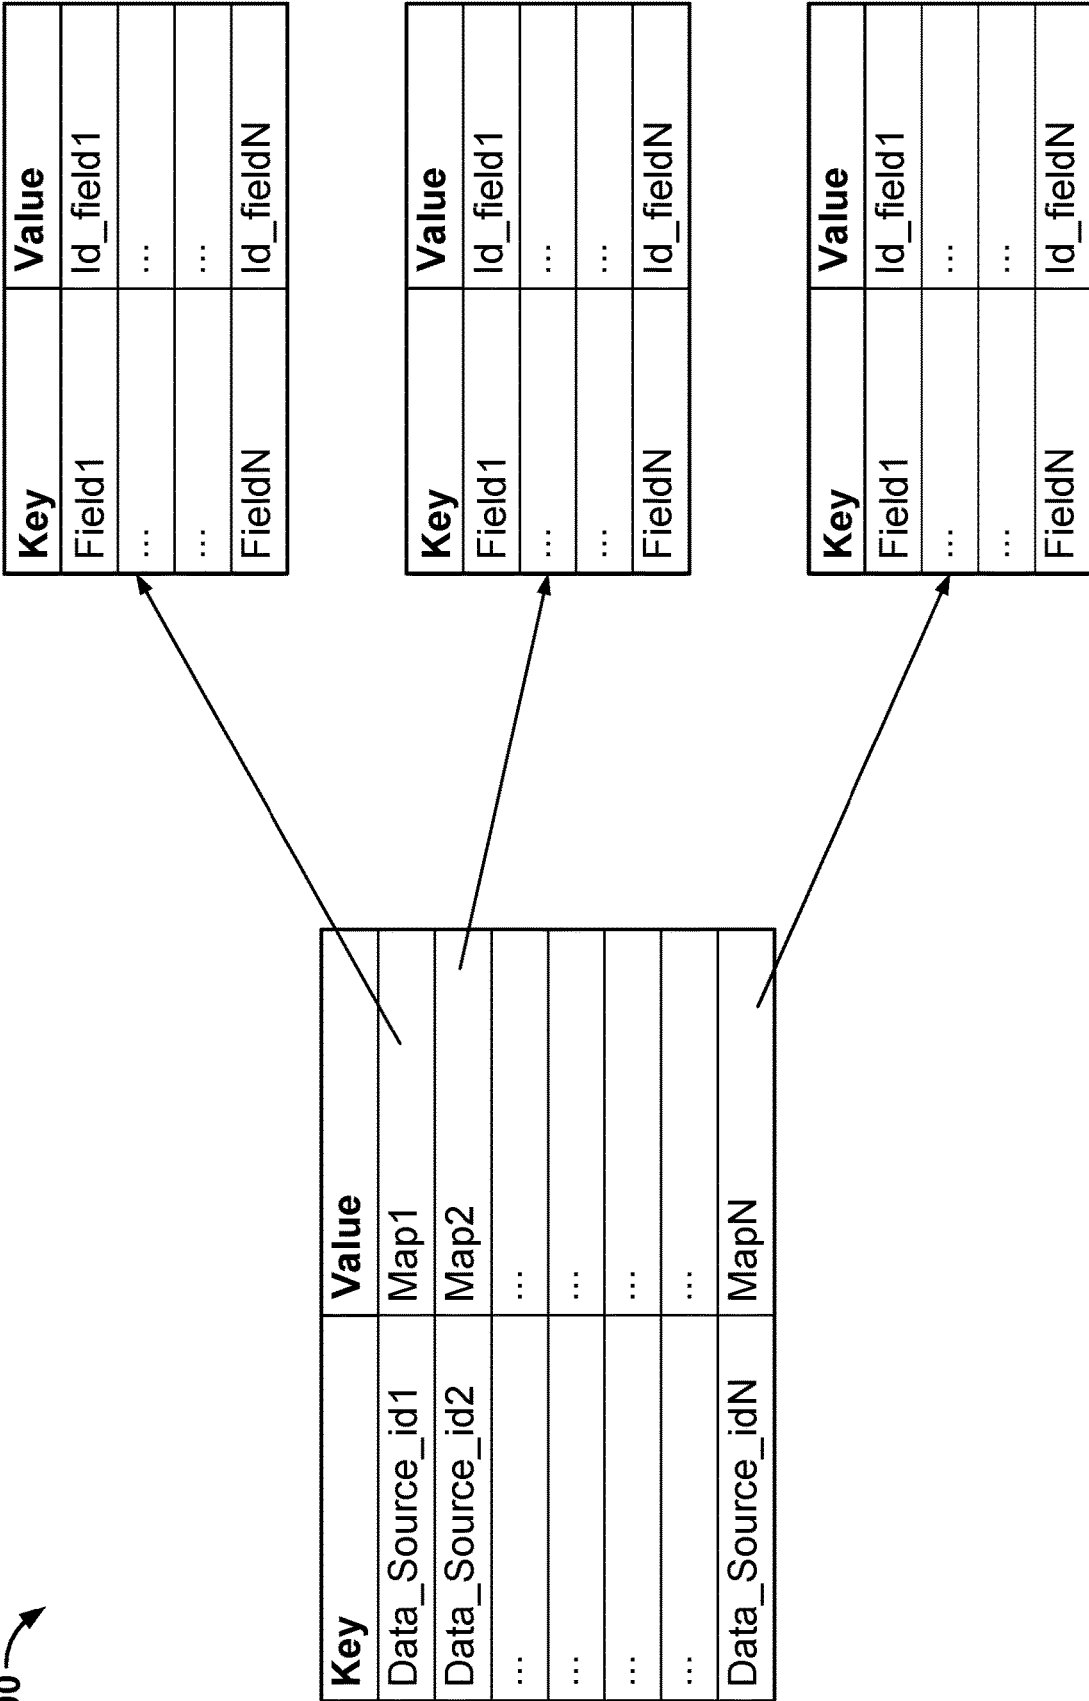 Key Value
Data_Source_id1 Map1
Data_Source_id2 Map2
... ...
... ...
... ...
... ...
Data_Source_idN MapN
Key Value
Field1 Id_field1
... ...
... ...
FieldN Id_fieldN
Key Value
Field1 Id_field1
... ...
... ...
FieldN Id_fieldN
Key Value
Field1 Id_field1
... ...
... ...
FieldN Id_fieldN